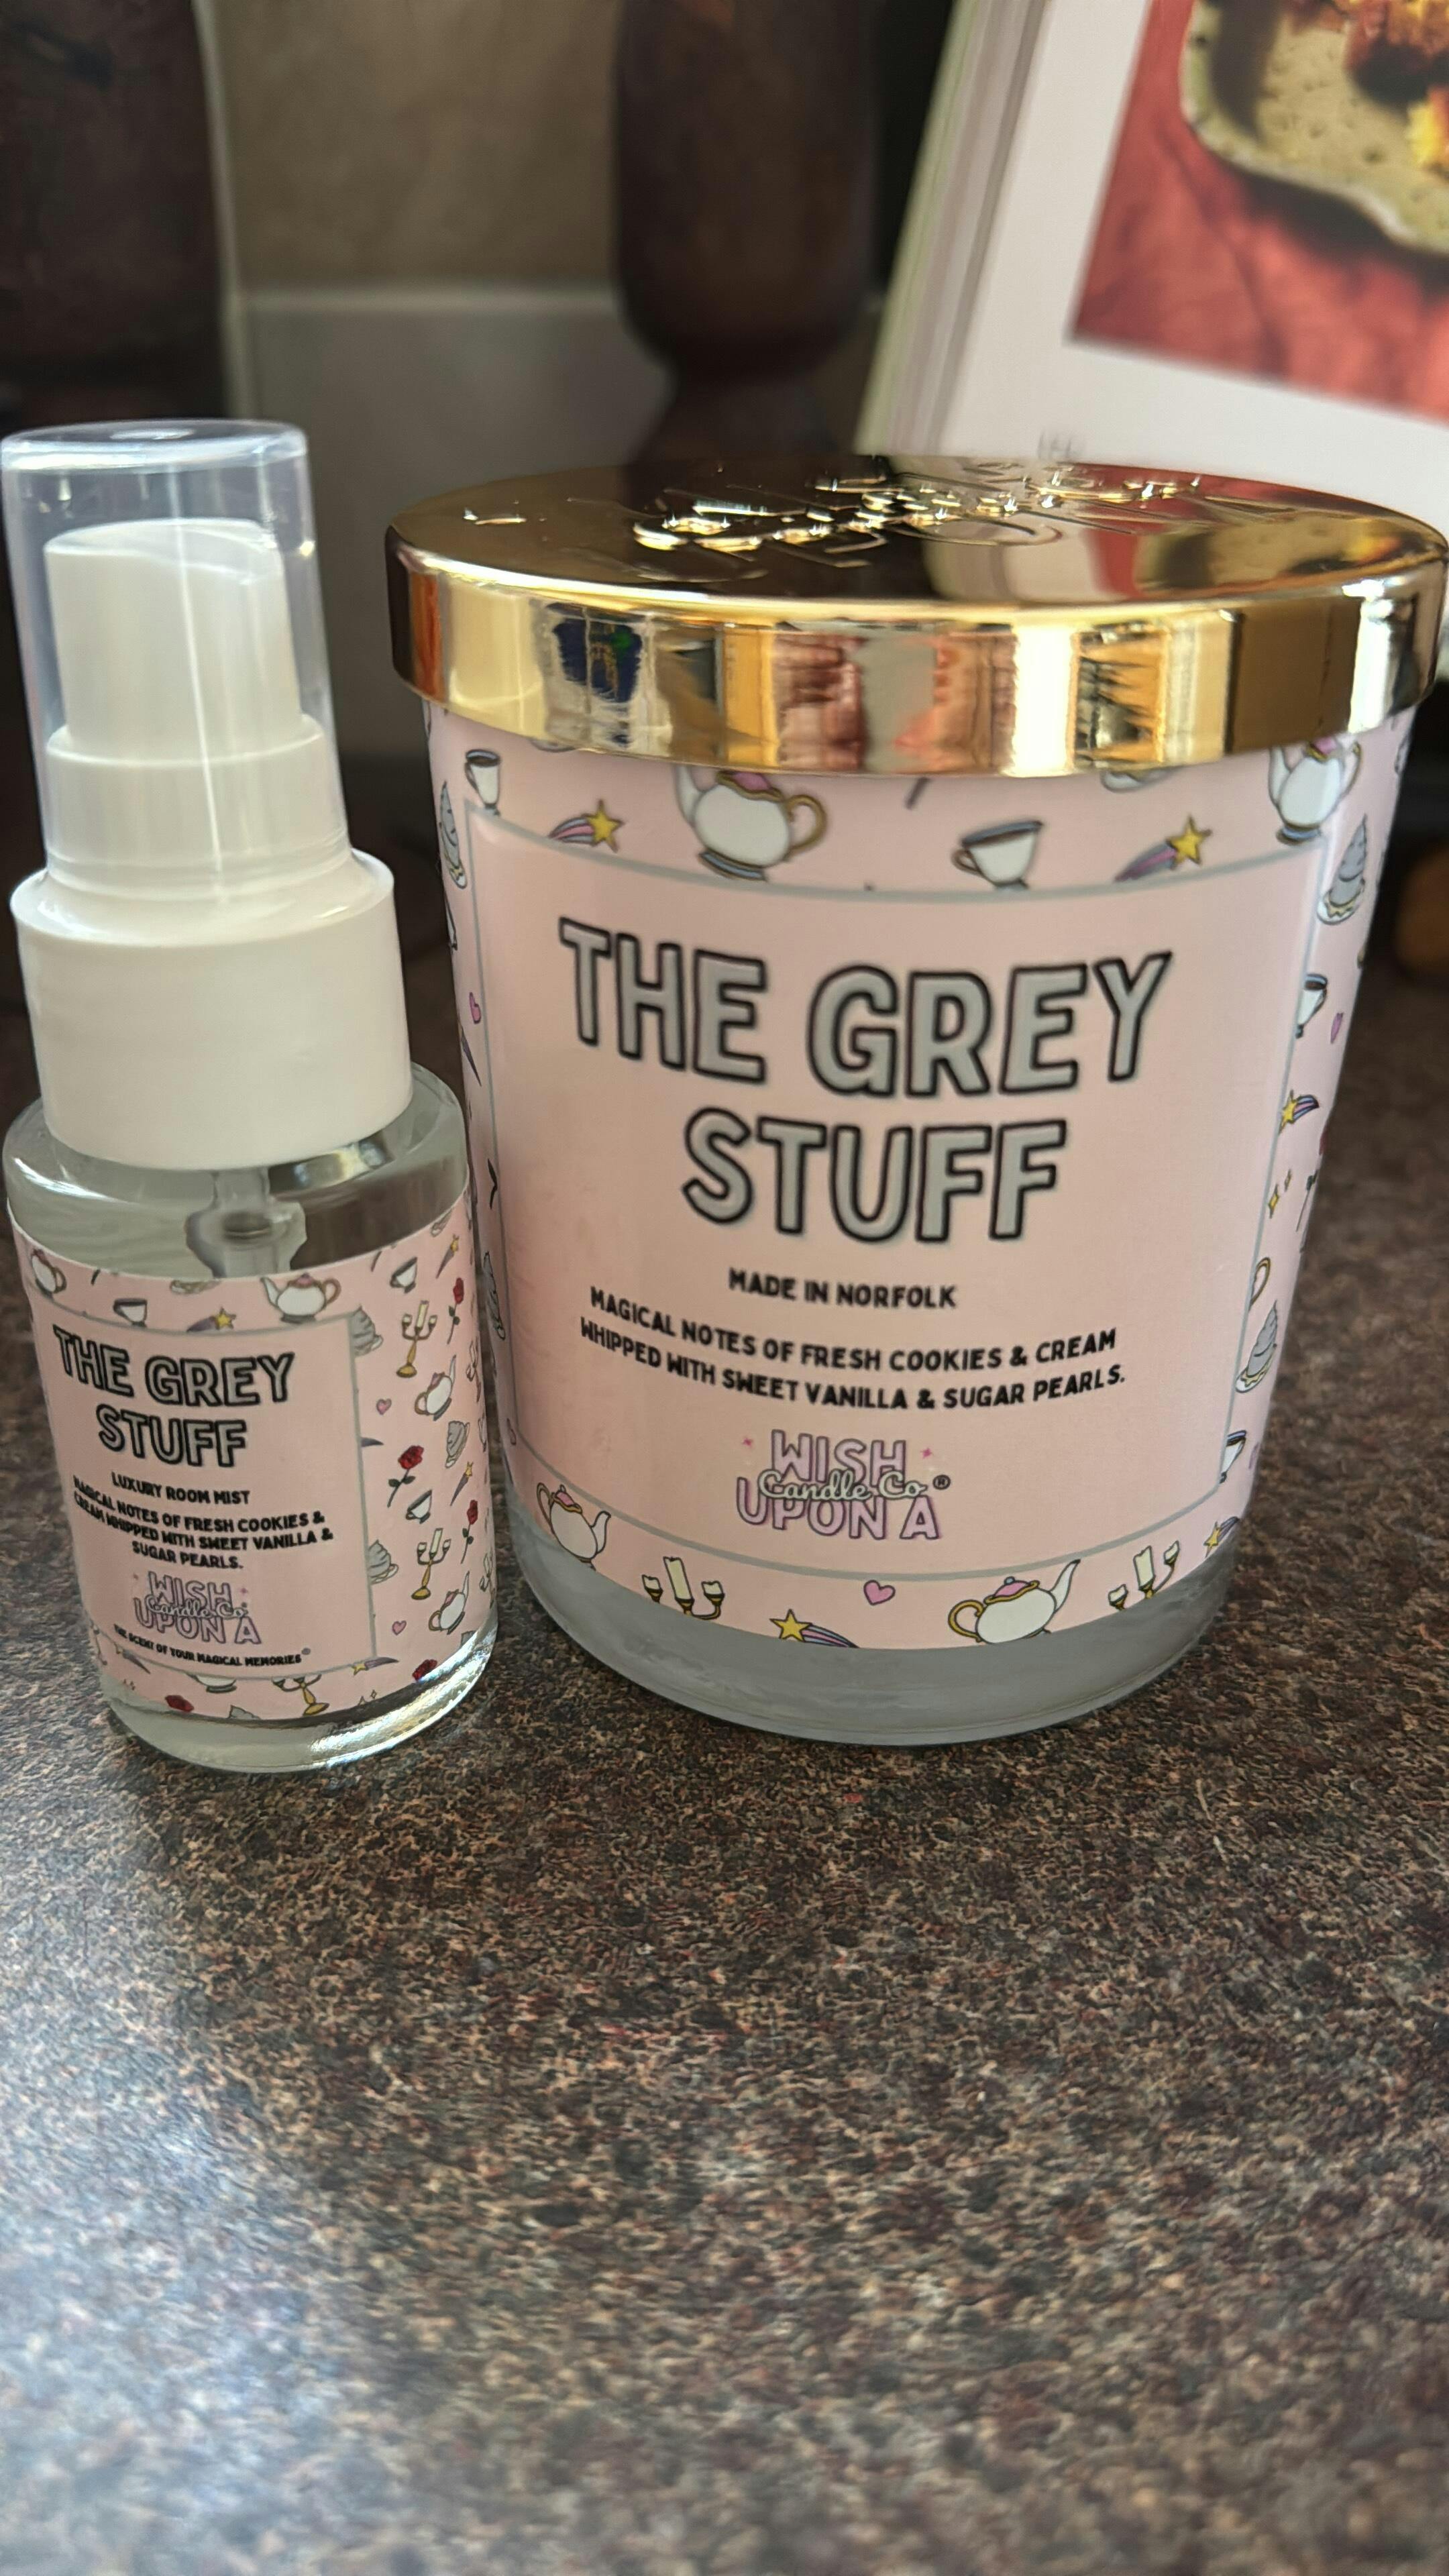 THE GREY
STUFF
LUXURY ROOM MIST
MAGICAL NOTES OF FRESH COOKIES &
CREAM WHIPPED WITH SWEET VANILLA &
SUGAR PEARLS.
WISH
Candle Co
UPON A
THE SCENT OF YOUR MAGICAL MEMORIES®
THE GREY
STUFF
MADE IN NORFOLK
MAGICAL NOTES OF FRESH COOKIES & CREAM
WHIPPED WITH SWEET VANILLA & SUGAR PEARLS.
WISH
Candle Co®
UPON A